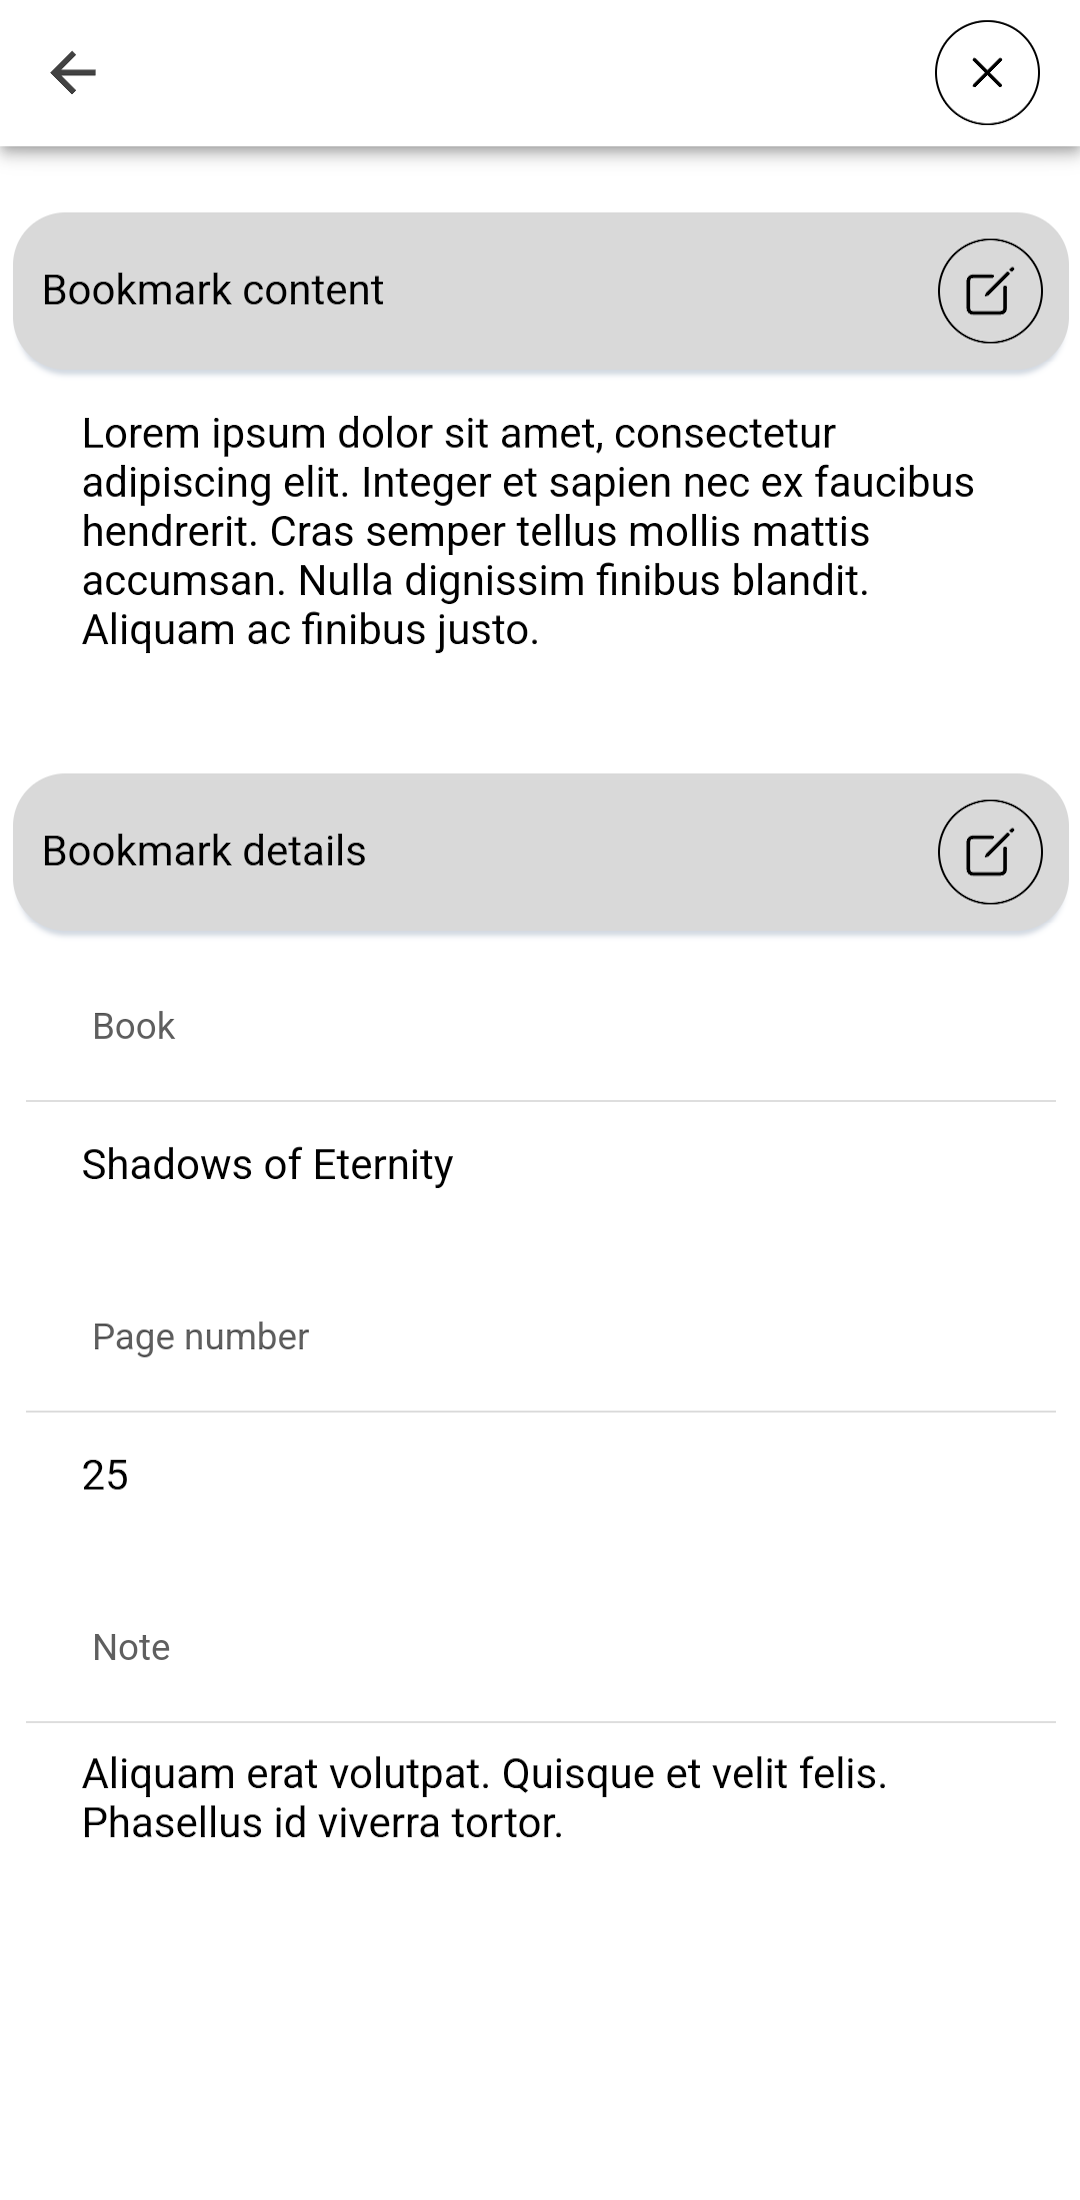 Bookmark content
Lorem ipsum dolor sit amet, consectetur
adipiscing elit. Integer et sapien nec ex faucibus
hendrerit. Cras semper tellus mollis mattis
accumsan. Nulla dignissim finibus blandit.
Aliquam ac finibus justo.
Bookmark details
Book
Shadows of Eternity
Page number
25
Note
Aliquam erat volutpat. Quisque et velit felis.
Phasellus id viverra tortor.